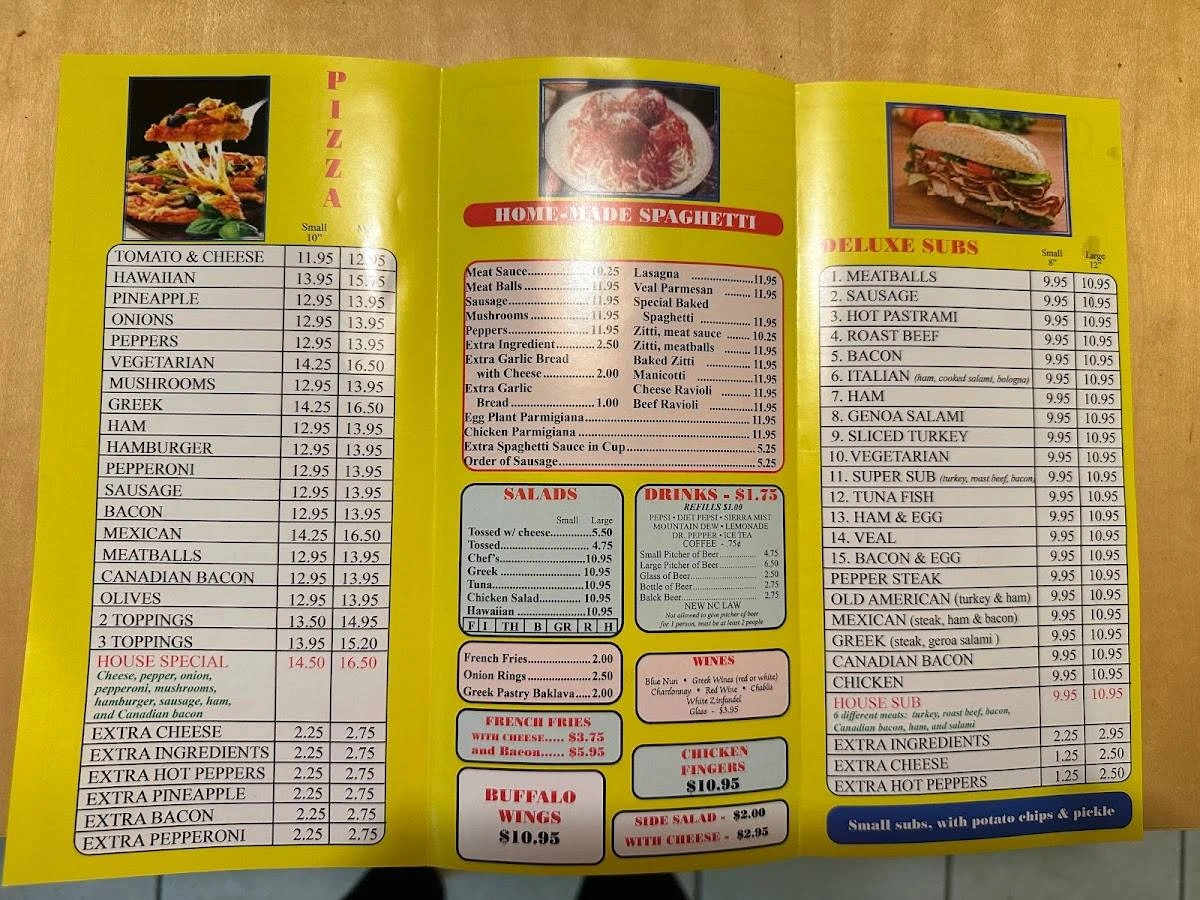 PIZZA
Small
10"
TOMATO & CHEESE 11.95 12.95
HAWAIIAN 13.95 15.75
PINEAPPLE 12.95 13.95
ONIONS 12.95 13.95
PEPPERS 12.95 13.95
VEGETARIAN 14.25 16.50
MUSHROOMS 12.95 13.95
GREEK 14.25 16.50
HAM 12.95 13.95
HAMBURGER 12.95 13.95
PEPPERONI 12.95 13.95
SAUSAGE 12.95 13.95
BACON 12.95 13.95
MEXICAN 14.25 16.50
MEATBALLS 12.95 13.95
CANADIAN BACON 12.95 13.95
OLIVES 12.95 13.95
2 TOPPINGS 13.50 14.95
3 TOPPINGS 13.95 15.20
HOUSE SPECIAL 14.50 16.50
Cheese, pepper, onion,
pepperoni, mushrooms,
hamburger, sausage, ham,
and Canadian bacon
EXTRA CHEESE 2.25 2.75
EXTRA INGREDIENTS 2.25 2.75
EXTRA HOT PEPPERS 2.25 2.75
EXTRA PINEAPPLE 2.25 2.75
EXTRA BACON 2.25 2.75
EXTRA PEPPERONI 2.25 2.75
HOME-MADE SPAGHETTI
Meat Sauce 10.25
Meat Balls 11.95
Sausage 11.95
Mushrooms 11.95
Peppers 11.95
Extra Ingredient 2.50
Extra Garlic Bread
with Cheese 2.00
Extra Garlic
Bread 1.00
Lasagna 11.95
Veal Parmesan 11.95
Special Baked
Spaghetti 11.95
Zitti, meat sauce 10.25
Zitti, meatballs 11.95
Baked Zitti 11.95
Manicotti 11.95
Cheese Ravioli 11.95
Beef Ravioli 11.95
Egg Plant Parmigiana 11.95
Chicken Parmigiana 11.95
Extra Spaghetti Sauce in Cup 5.25
Order of Sausage 5.25
SALADS
Small Large
Tossed w/ cheese 5.50
Tossed 4.75
Chef's 10.95
Greek 10.95
Tuna 10.95
Chicken Salad 10.95
Hawaiian 10.95
F I TH B GR R H
French Fries 2.00
Onion Rings 2.50
Greek Pastry Baklava 2.00
FRENCH FRIES
WITH CHEESE..... $3.75
and Bacon...... $5.95
BUFFALO
WINGS
$10.95
DRINKS - $1.75
REFILLS $1.00
PEPSI • DIET PEPSI • SIERRA MIST
MOUNTAIN DEW • LEMONADE
DR. PEPPER • ICE TEA
COFFEE - .75¢
Small Pitcher of Beer 4.75
Large Pitcher of Beer 6.50
Glass of Beer 2.50
Bottle of Beer 2.75
Balck Beer 2.75
NEW NC LAW
Not allowed to give pitcher of beer
for 1 person, must be at least 2 people
WINES
Blue Nun • Greek Wines (red or white)
Chardonnay • Red Wine • Chablis
White Zinfandel
Glass - $3.95
CHICKEN
FINGERS
$10.95
SIDE SALAD - $2.00
WITH CHEESE - $2.95
DELUXE SUBS
Small Large
8" 12"
1. MEATBALLS 9.95 10.95
2. SAUSAGE 9.95 10.95
3. HOT PASTRAMI 9.95 10.95
4. ROAST BEEF 9.95 10.95
5. BACON 9.95 10.95
6. ITALIAN (ham, cooked salami, bologna) 9.95 10.95
7. HAM 9.95 10.95
8. GENOA SALAMI 9.95 10.95
9. SLICED TURKEY 9.95 10.95
10. VEGETARIAN 9.95 10.95
11. SUPER SUB (turkey, roast beef, bacon, 9.95 10.95
12. TUNA FISH 9.95 10.95
13. HAM & EGG 9.95 10.95
14. VEAL 9.95 10.95
15. BACON & EGG 9.95 10.95
PEPPER STEAK 9.95 10.95
OLD AMERICAN (turkey & ham) 9.95 10.95
MEXICAN (steak, ham & bacon) 9.95 10.95
GREEK (steak, geroa salami ) 9.95 10.95
CANADIAN BACON 9.95 10.95
CHICKEN 9.95 10.95
HOUSE SUB 9.95 10.95
6 different meats: turkey, roast beef, bacon,
Canadian bacon, ham, and salami
EXTRA INGREDIENTS 2.25 2.95
EXTRA CHEESE 1.25 2.50
EXTRA HOT PEPPERS 1.25 2.50
Small subs, with potato chips & pickle